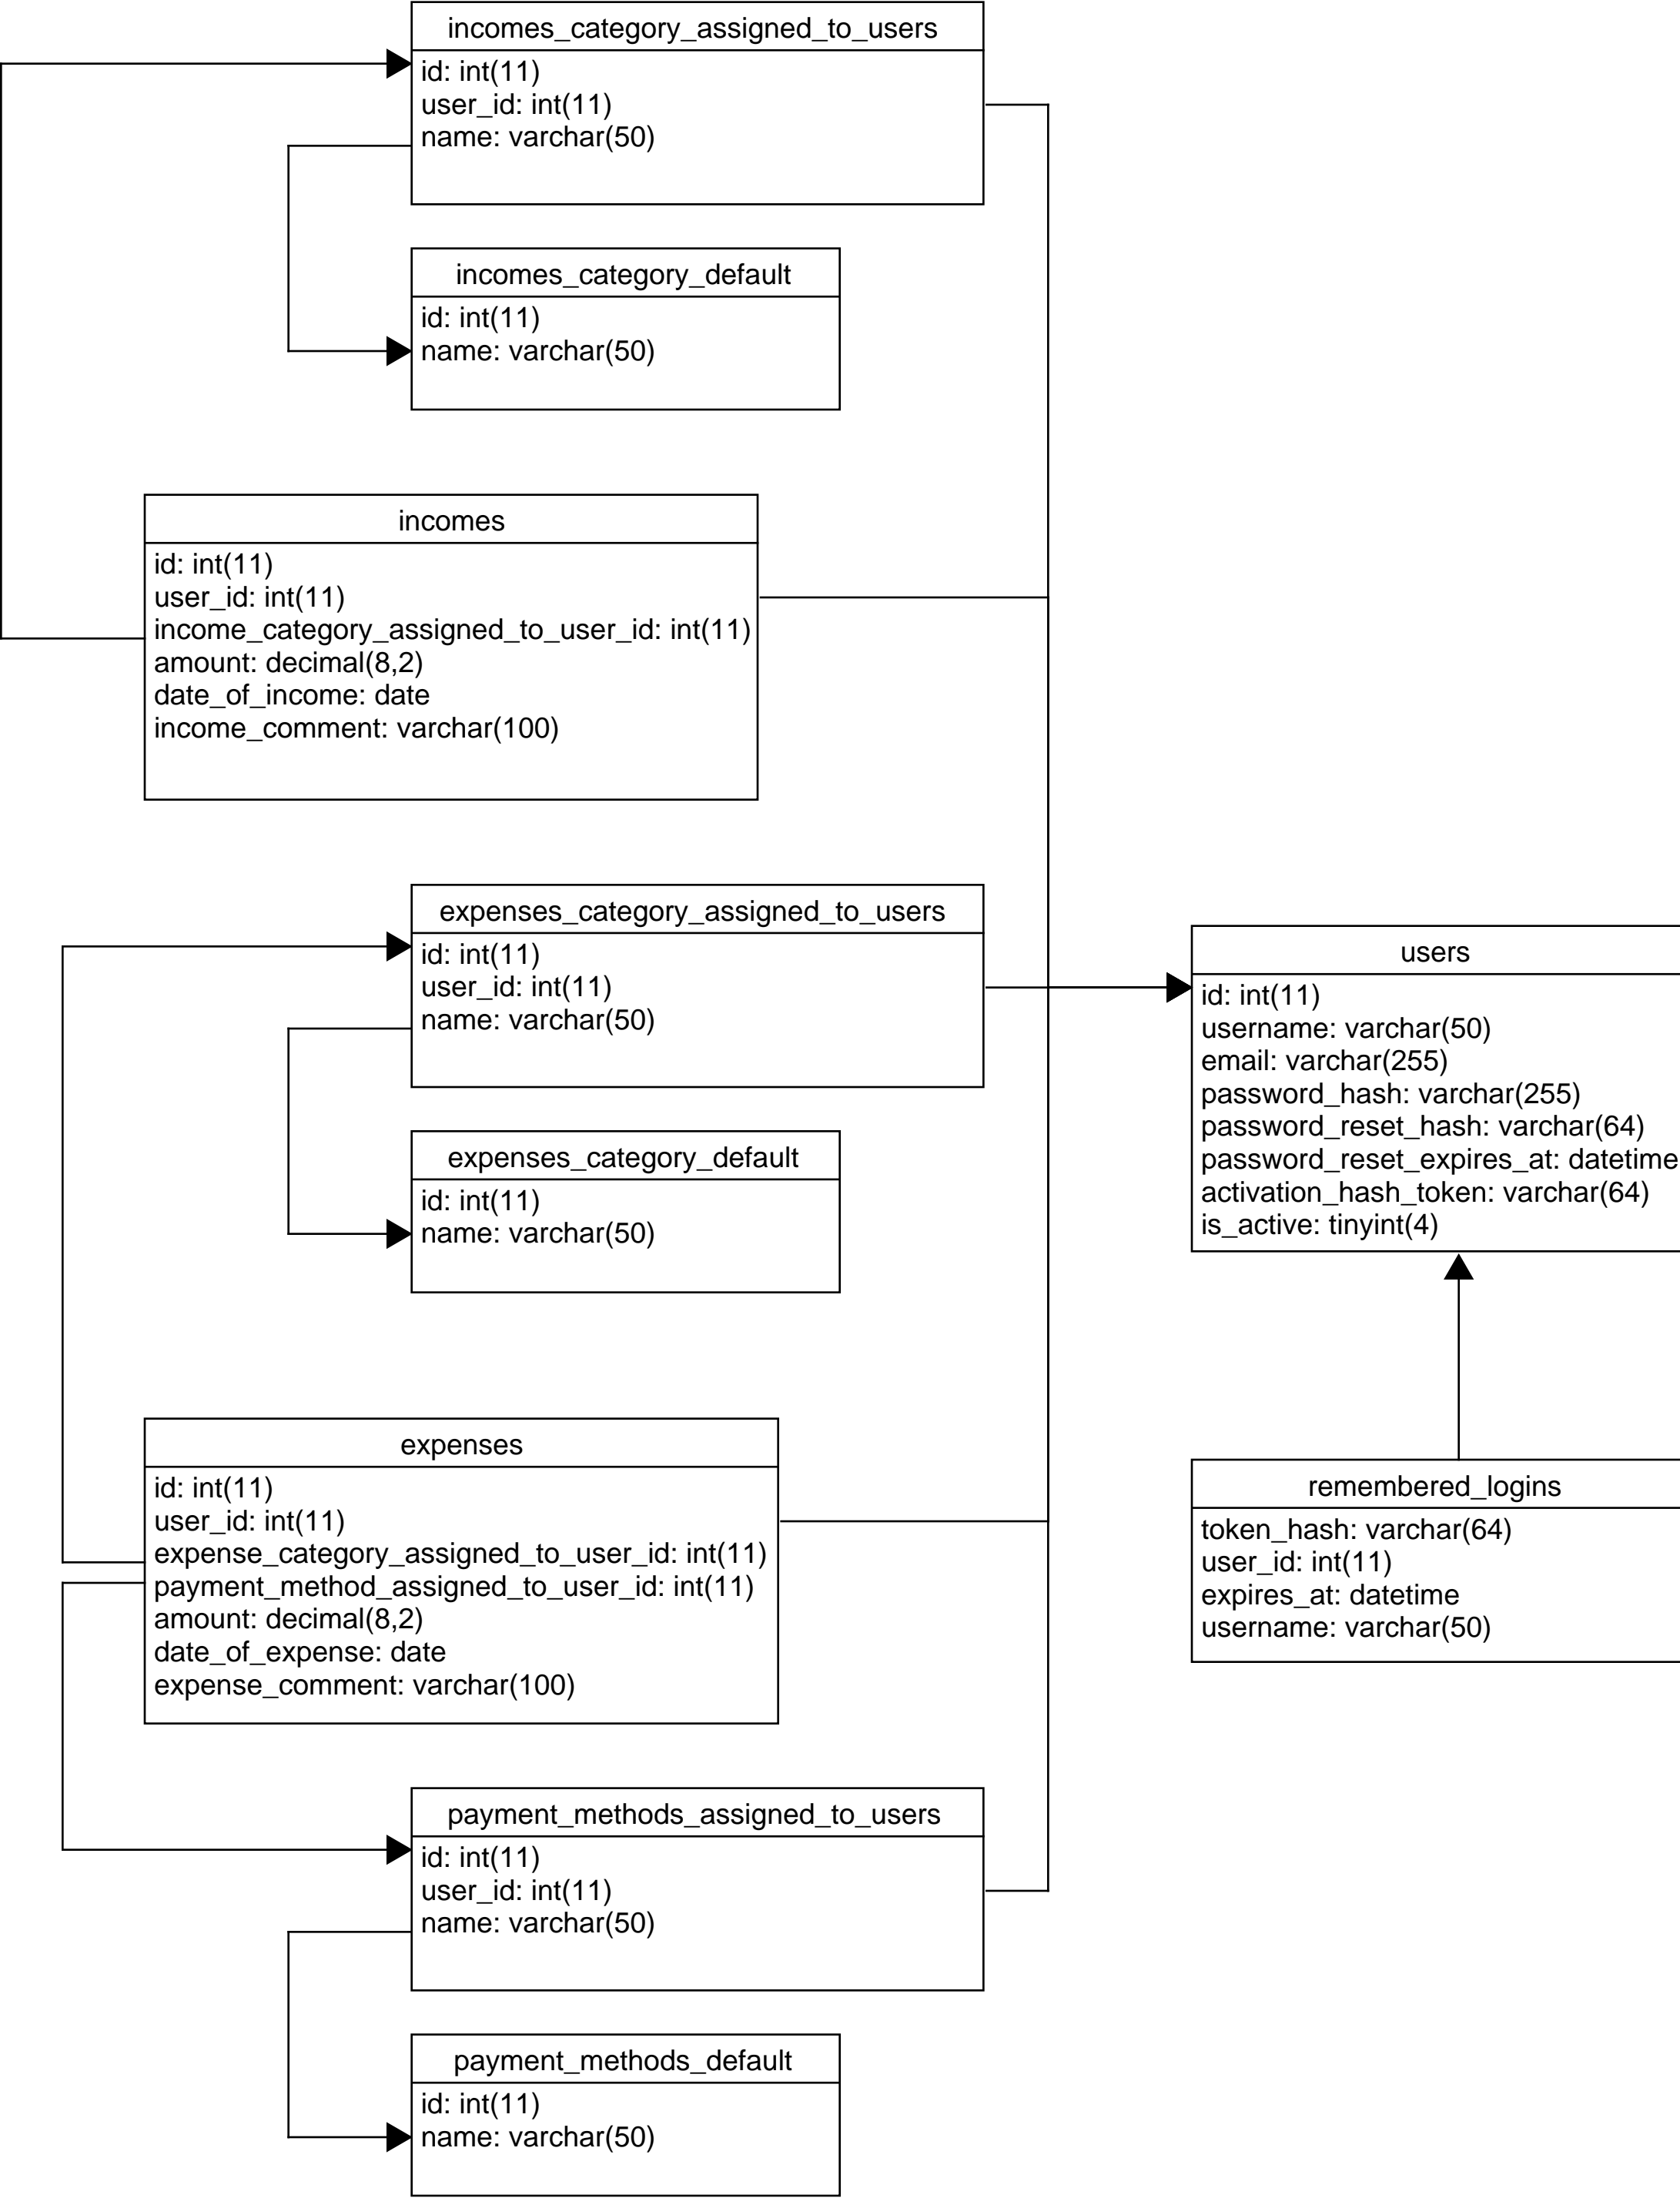 incomes_category_assigned_to_users
id: int(11)
user_id: int(11)
name: varchar(50)
incomes_category_default
id: int(11)
name: varchar(50)
incomes
id: int(11)
user_id: int(11)
income_category_assigned_to_user_id: int(11)
amount: decimal(8,2)
date_of_income: date
income_comment: varchar(100)
expenses_category_assigned_to_users
id: int(11)
user_id: int(11)
name: varchar(50)
expenses_category_default
id: int(11)
name: varchar(50)
users
id: int(11)
username: varchar(50)
email: varchar(255)
password_hash: varchar(255)
password_reset_hash: varchar(64)
password_reset_expires_at: datetime
activation_hash_token: varchar(64)
is_active: tinyint(4)
expenses
id: int(11)
user_id: int(11)
expense_category_assigned_to_user_id: int(11)
payment_method_assigned_to_user_id: int(11)
amount: decimal(8,2)
date_of_expense: date
expense_comment: varchar(100)
remembered_logins
token_hash: varchar(64)
user_id: int(11)
expires_at: datetime
username: varchar(50)
payment_methods_assigned_to_users
id: int(11)
user_id: int(11)
name: varchar(50)
payment_methods_default
id: int(11)
name: varchar(50)